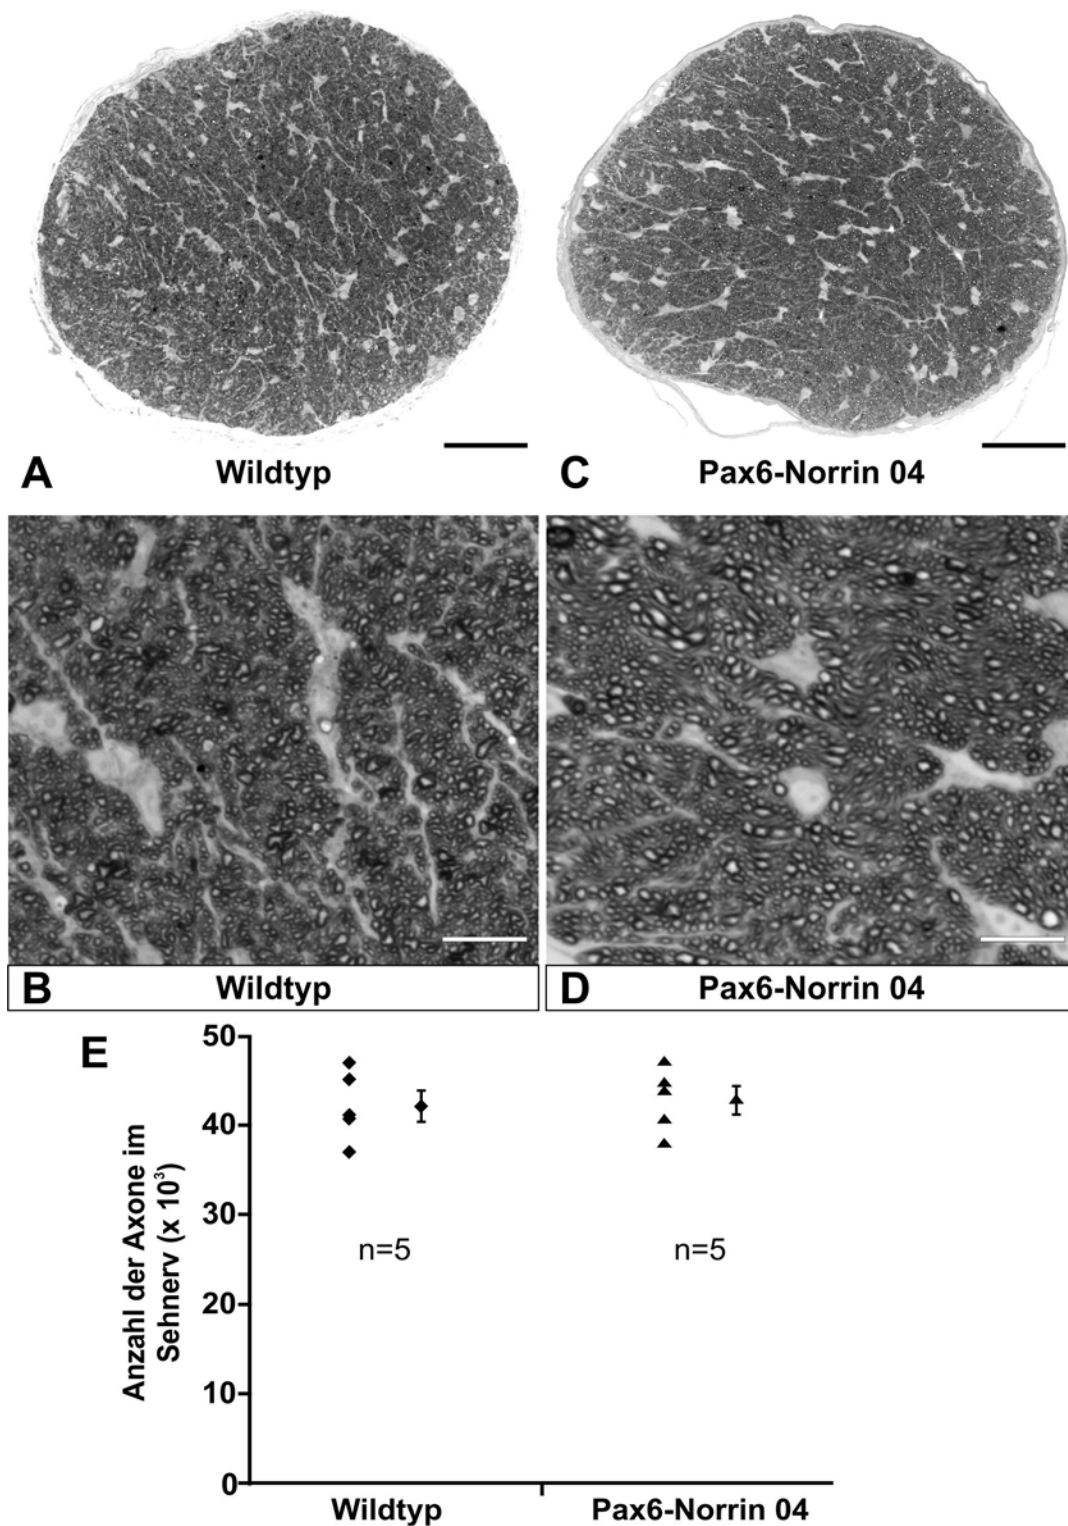 A Wildtyp
C Pax6-Norrin 04
B Wildtyp
D Pax6-Norrin 04
E
Anzahl der Axone im
Sehnerv (x 10³)
50
40
30
20
10
0
n=5
n=5
Wildtyp
Pax6-Norrin 04